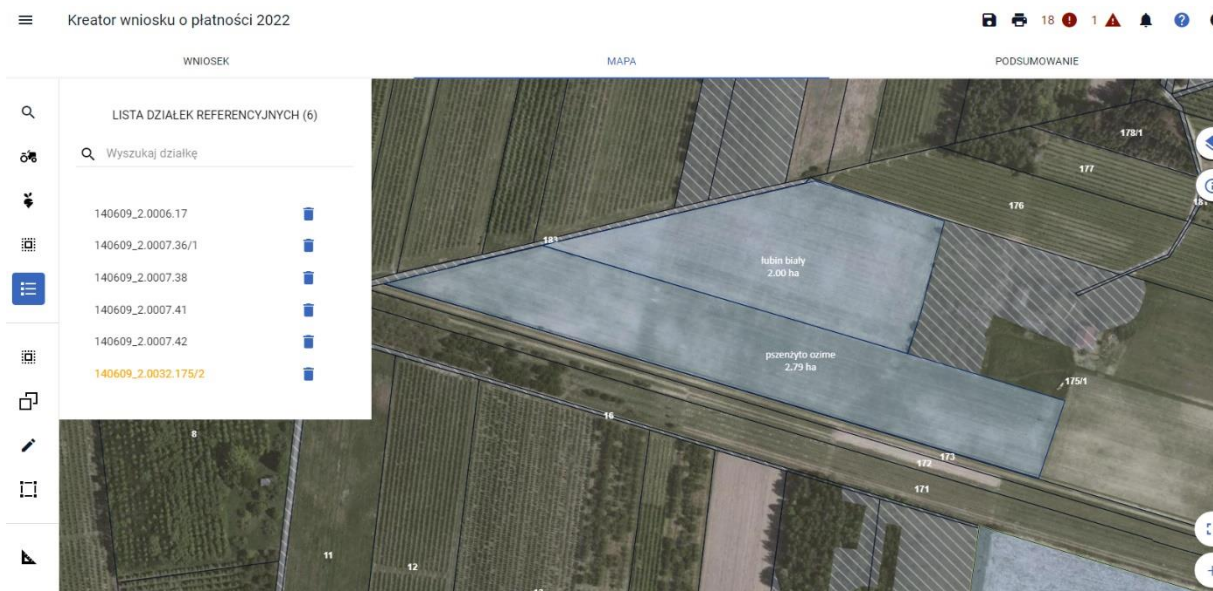 Kreator wniosku o płatności 2022
18
1
WNIOSEK
MAPA
PODSUMOWANIE
LISTA DZIAŁEK REFERENCYJNYCH (6)
Wyszukaj działkę
140609_2.0006.17
140609_2.0007.36/1
140609_2.0007.38
140609_2.0007.41
140609_2.0007.42
140609_2.0032.175/2
178/1
177
176
183
łubin biały
2.00 ha
pszenżyto ozime
2,79 ha
175/1
16
8
173
172
171
11
12